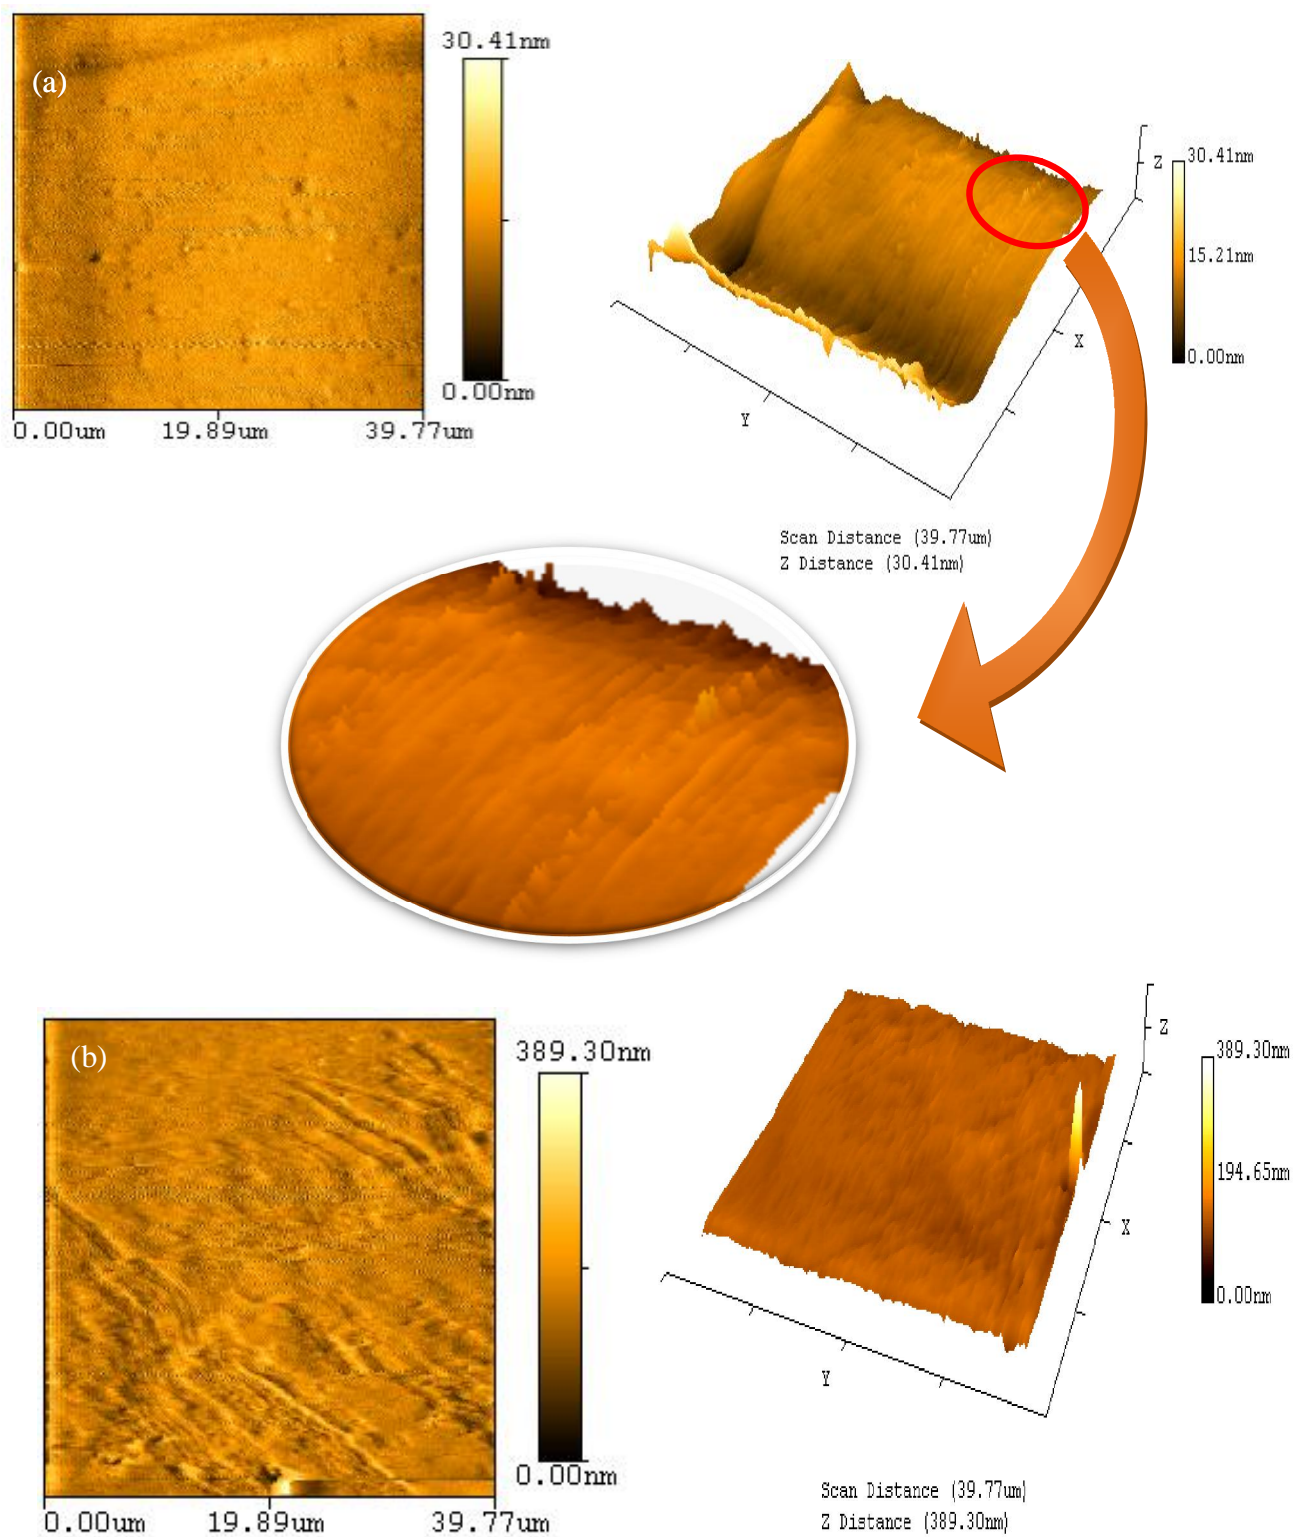 (a)
30.41nm
0.00nm
0.00um 19.89um 39.77um
Z
30.41nm
15.21nm
0.00nm
X
Y
Scan Distance (39.77um)
Z Distance (30.41nm)
(b)
389.30nm
0.00nm
0.00um 19.89um 39.77um
Z
389.30nm
194.65nm
0.00nm
X
Y
Scan Distance (39.77um)
Z Distance (389.30nm)